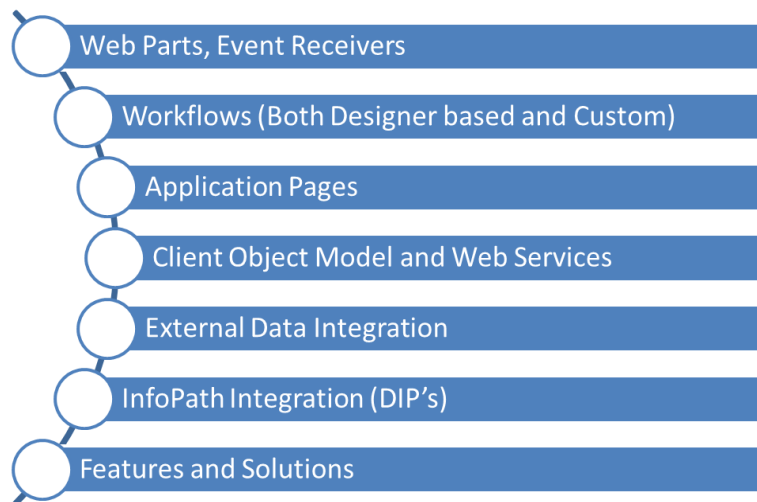 Web Parts, Event Receivers
Workflows (Both Designer based and Custom)
Application Pages
Client Object Model and Web Services
External Data Integration
InfoPath Integration (DIP’s)
Features and Solutions